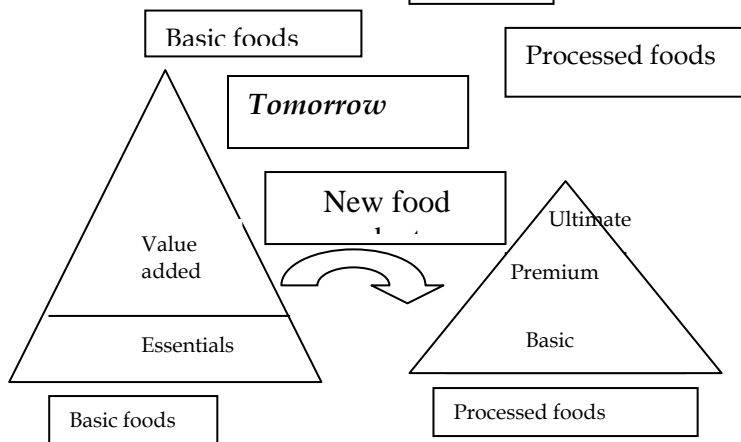 Basic foods
Processed foods
Tomorrow
New food
Ultimate
Value
added
Premium
Essentials
Basic
Basic foods
Processed foods